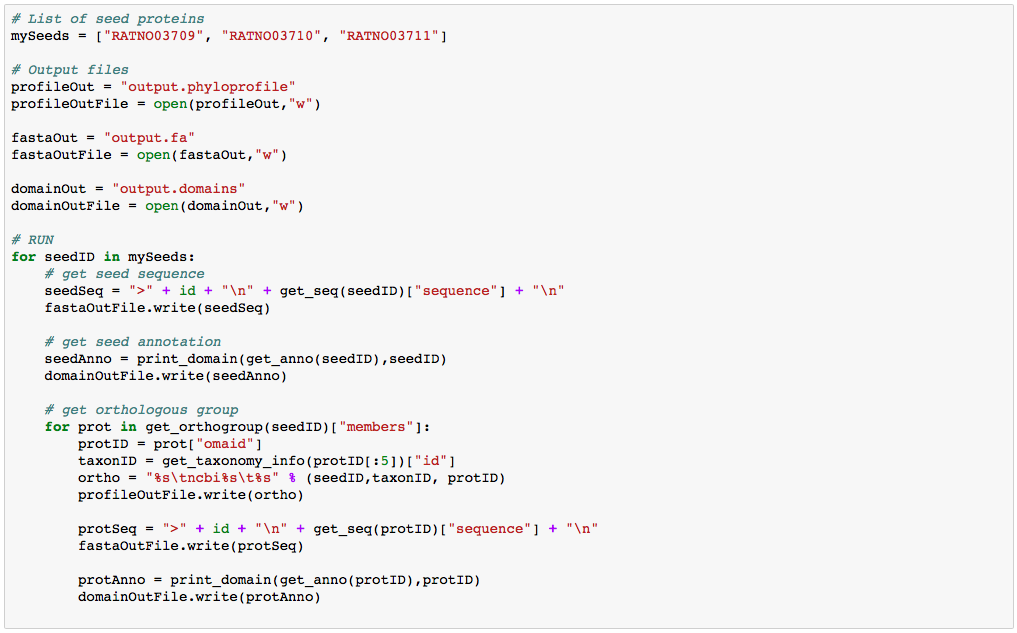 # List of seed proteins
mySeeds = ["RATNO03709", "RATNO03710", "RATNO03711"]

# Output files
profileOut = "output.phyloprofile"
profileOutFile = open(profileOut,"w")

fastaOut = "output.fa"
fastaOutFile = open(fastaOut,"w")

domainOut = "output.domains"
domainOutFile = open(domainOut,"w")

# RUN
for seedID in mySeeds:
    # get seed sequence
    seedSeq = ">" + id + "\n" + get_seq(seedID)["sequence"] + "\n"
    fastaOutFile.write(seedSeq)

    # get seed annotation
    seedAnno = print_domain(get_anno(seedID),seedID)
    domainOutFile.write(seedAnno)

    # get orthologous group
    for prot in get_orthogroup(seedID)["members"]:
        protID = prot["omaid"]
        taxonID = get_taxonomy_info(protID[:5])["id"]
        ortho = "%s\tncbi%s\t%s" % (seedID,taxonID, protID)
        profileOutFile.write(ortho)

        protSeq = ">" + id + "\n" + get_seq(protID)["sequence"] + "\n"
        fastaOutFile.write(protSeq)

        protAnno = print_domain(get_anno(protID),protID)
        domainOutFile.write(protAnno)